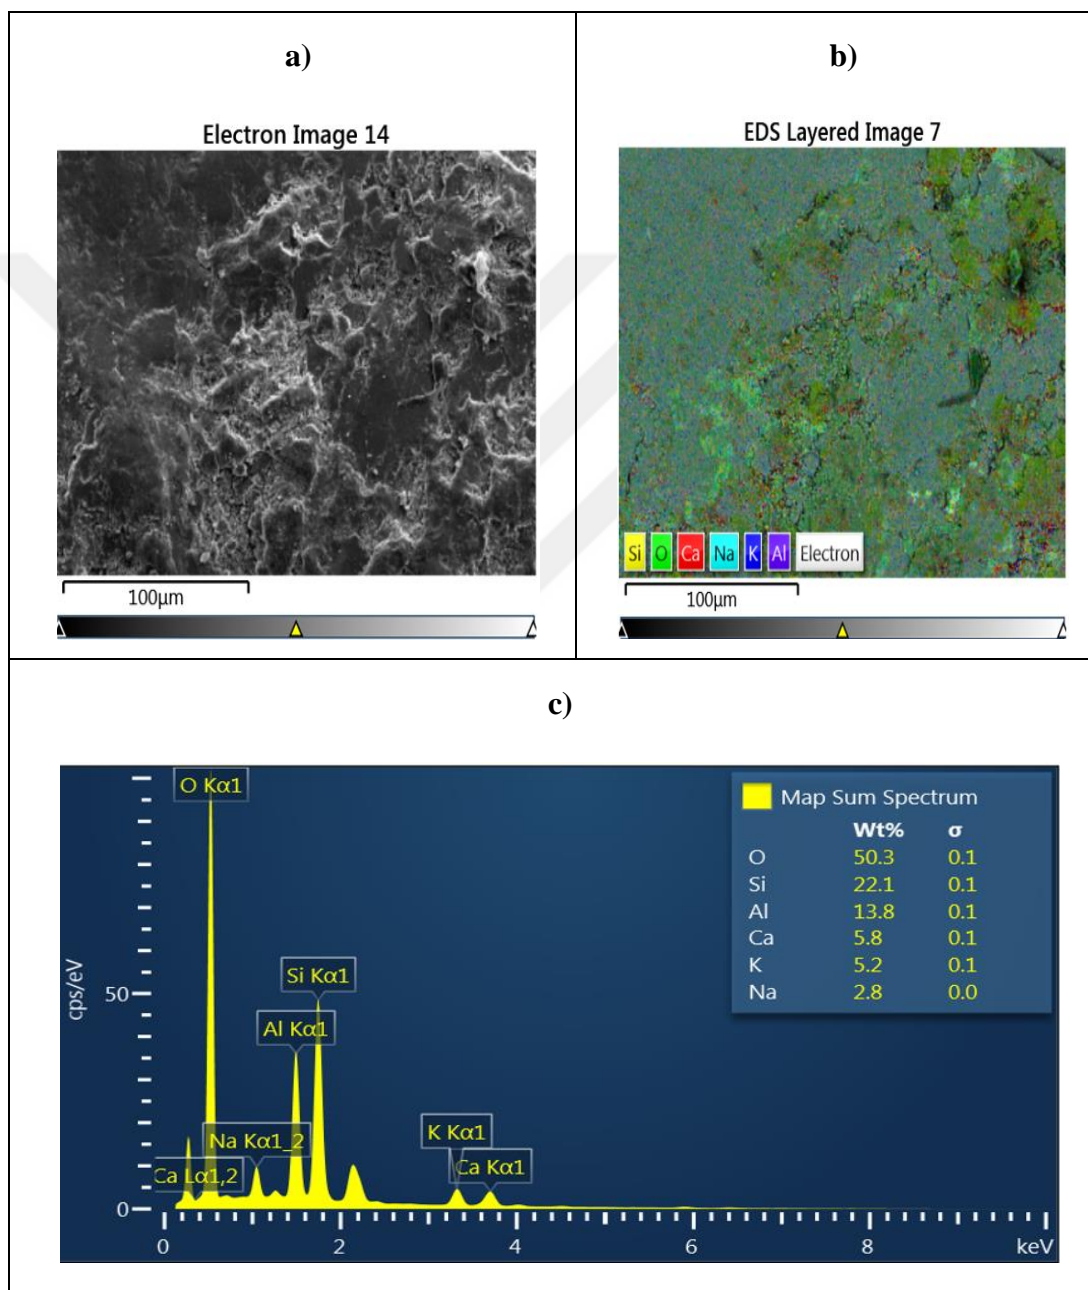 a)
b)
Electron Image 14
EDS Layered Image 7
Si O Ca Na K Al Electron
100μm
100μm
c)
O Kα1
Map Sum Spectrum
Wt% σ
O 50.3 0.1
Si 22.1 0.1
Al 13.8 0.1
Ca 5.8 0.1
K 5.2 0.1
Na 2.8 0.0
Si Kα1
cps/eV
50
Al Kα1
K Kα1
Na Kα1_2
Ca Kα1
Ca Lα1,2
0
0 2 4 6 8 keV